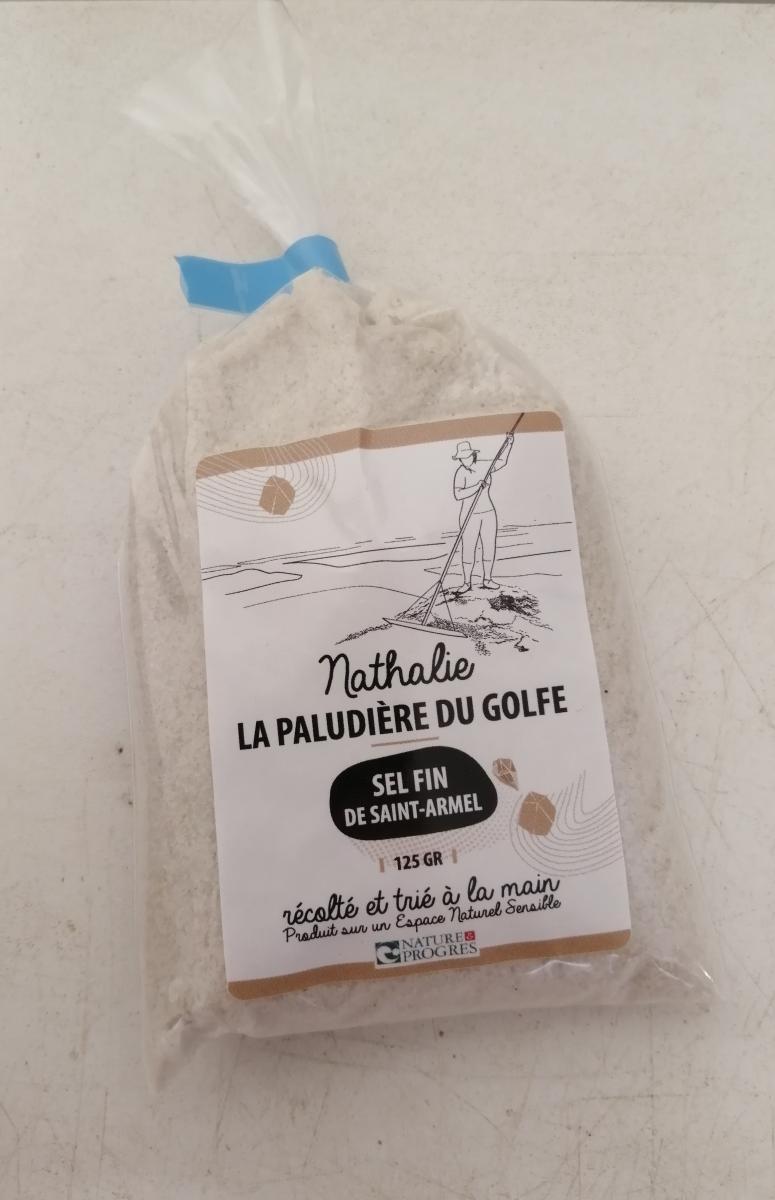 Nathalie
LA PALUDIÈRE DU GOLFE
SEL FIN
DE SAINT-ARMEL
125 GR
récolté et trié à la main
Produit sur un Espace Naturel Sensible
NATURE &
PROGRES